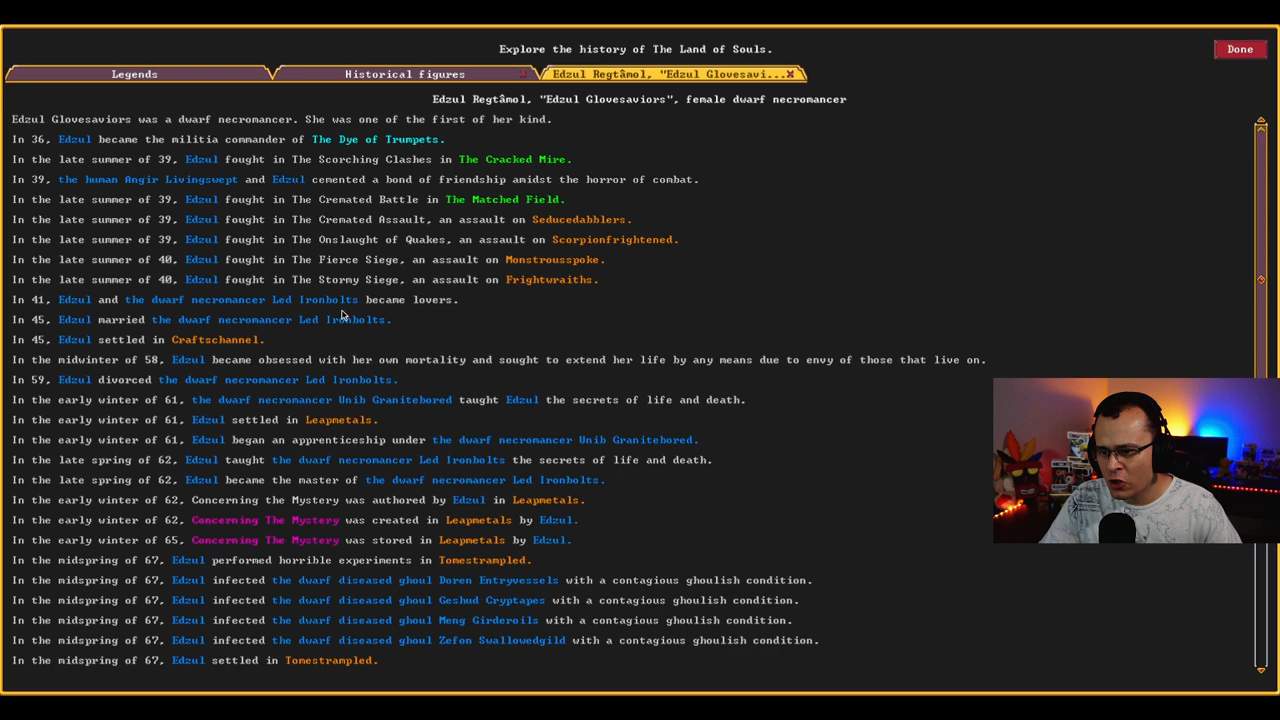 Explore the history of The Land of Souls.
Done
Legends
Historical figures
Edzul Regtâmol, "Edzul Glovesavi...
Edzul Regtâmol, "Edzul Glovesaviors", female dwarf necromancer
Edzul Glovesaviors was a dwarf necromancer. She was one of the first of her kind.
In 36, Edzul became the militia commander of The Dye of Trumpets.
In the late summer of 39, Edzul fought in The Scorching Clashes in The Cracked Mire.
In 39, the human Angir Livingswept and Edzul cemented a bond of friendship amidst the horror of combat.
In the late summer of 39, Edzul fought in The Cremated Battle in The Matched Field.
In the late summer of 39, Edzul fought in The Cremated Assault, an assault on Seducedabblers.
In the late summer of 39, Edzul fought in The Onslaught of Quakes, an assault on Scorpionfrightened.
In the late summer of 40, Edzul fought in The Fierce Siege, an assault on Monstrousspoke.
In the late summer of 40, Edzul fought in The Stormy Siege, an assault on Frightwraiths.
In 41, Edzul and the dwarf necromancer Led Ironbolts became lovers.
In 45, Edzul married the dwarf necromancer Led Ironbolts.
In 45, Edzul settled in Craftschannel.
In the midwinter of 58, Edzul became obsessed with her own mortality and sought to extend her life by any means due to envy of those that live on.
In 59, Edzul divorced the dwarf necromancer Led Ironbolts.
In the early winter of 61, the dwarf necromancer Unib Granitebored taught Edzul the secrets of life and death.
In the early winter of 61, Edzul settled in Leapmetals.
In the early winter of 61, Edzul began an apprenticeship under the dwarf necromancer Unib Granitebored.
In the late spring of 62, Edzul taught the dwarf necromancer Led Ironbolts the secrets of life and death.
In the late spring of 62, Edzul became the master of the dwarf necromancer Led Ironbolts.
In the early winter of 62, Concerning the Mystery was authored by Edzul in Leapmetals.
In the early winter of 62, Concerning The Mystery was created in Leapmetals by Edzul.
In the early winter of 65, Concerning The Mystery was stored in Leapmetals by Edzul.
In the midspring of 67, Edzul performed horrible experiments in Tomestrampled.
In the midspring of 67, Edzul infected the dwarf diseased ghoul Doren Entryvessels with a contagious ghoulish condition.
In the midspring of 67, Edzul infected the dwarf diseased ghoul Geshud Cryptapes with a contagious ghoulish condition.
In the midspring of 67, Edzul infected the dwarf diseased ghoul Meng Girderoils with a contagious ghoulish condition.
In the midspring of 67, Edzul infected the dwarf diseased ghoul Zefon Swallowedgild with a contagious ghoulish condition.
In the midspring of 67, Edzul settled in Tomestrampled.